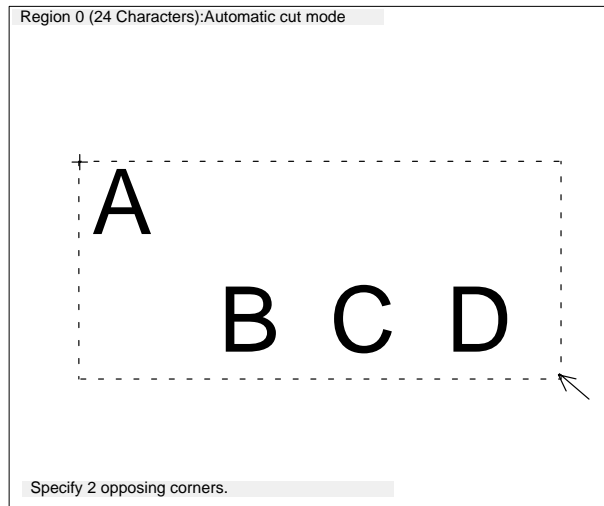 Region 0 (24 Characters):Automatic cut mode
A
B C D
Specify 2 opposing corners.